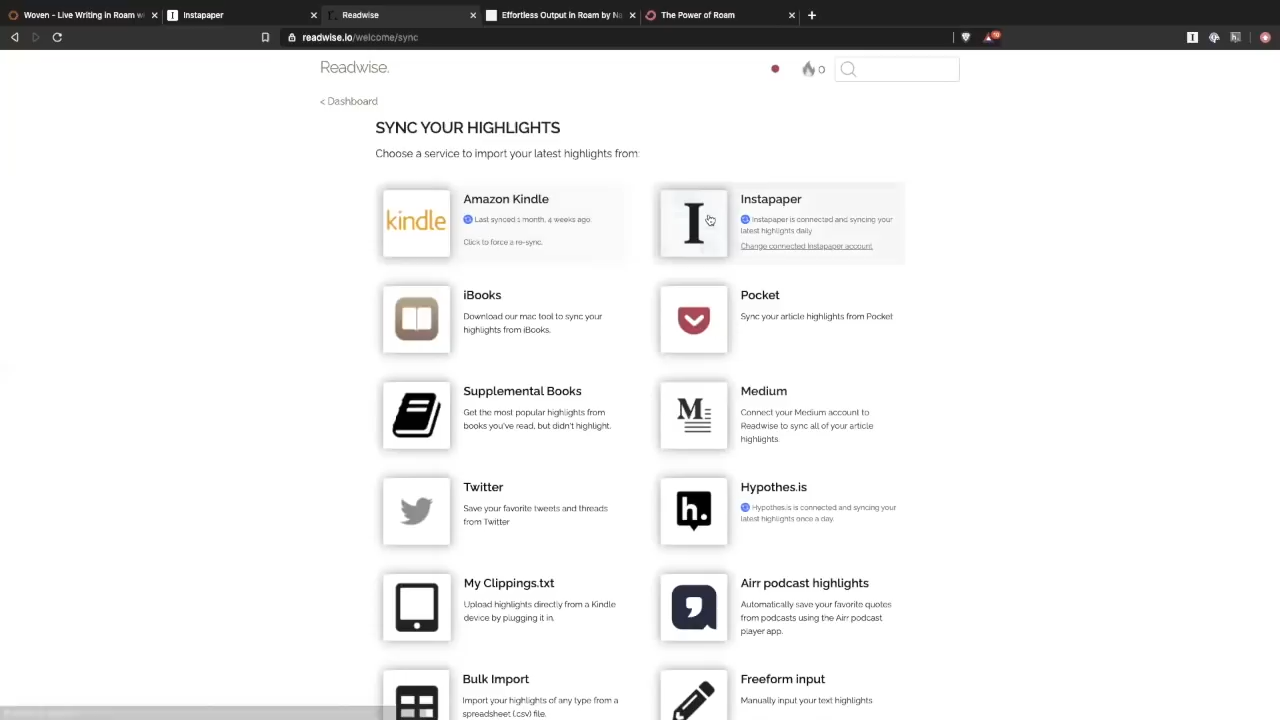 Woven - Live Writing in Roam w
Instapaper
Readwise
Effortless Output in Roam by Na
The Power of Roam
readwise.io/welcome/sync
Readwise.
0
< Dashboard
SYNC YOUR HIGHLIGHTS
Choose a service to import your latest highlights from:
kindle
Amazon Kindle
Last synced 1 month, 4 weeks ago.
Click to force a re-sync.
I
Instapaper
Instapaper is connected and syncing your
latest highlights daily
Change connected Instapaper account
iBooks
Download our mac tool to sync your
highlights from iBooks.
Pocket
Sync your article highlights from Pocket
Supplemental Books
Get the most popular highlights from
books you've read, but didn't highlight.
M
Medium
Connect your Medium account to
Readwise to sync all of your article
highlights.
Twitter
Save your favorite tweets and threads
from Twitter
h.
Hypothes.is
Hypothes.is is connected and syncing your
latest highlights once a day.
My Clippings.txt
Upload highlights directly from a Kindle
device by plugging it in.
Airr podcast highlights
Automatically save your favorite quotes
from podcasts using the Airr podcast
player app.
Bulk Import
Import your highlights of any type from a
spreadsheet (.csv) file.
Freeform input
Manually input your text highlights